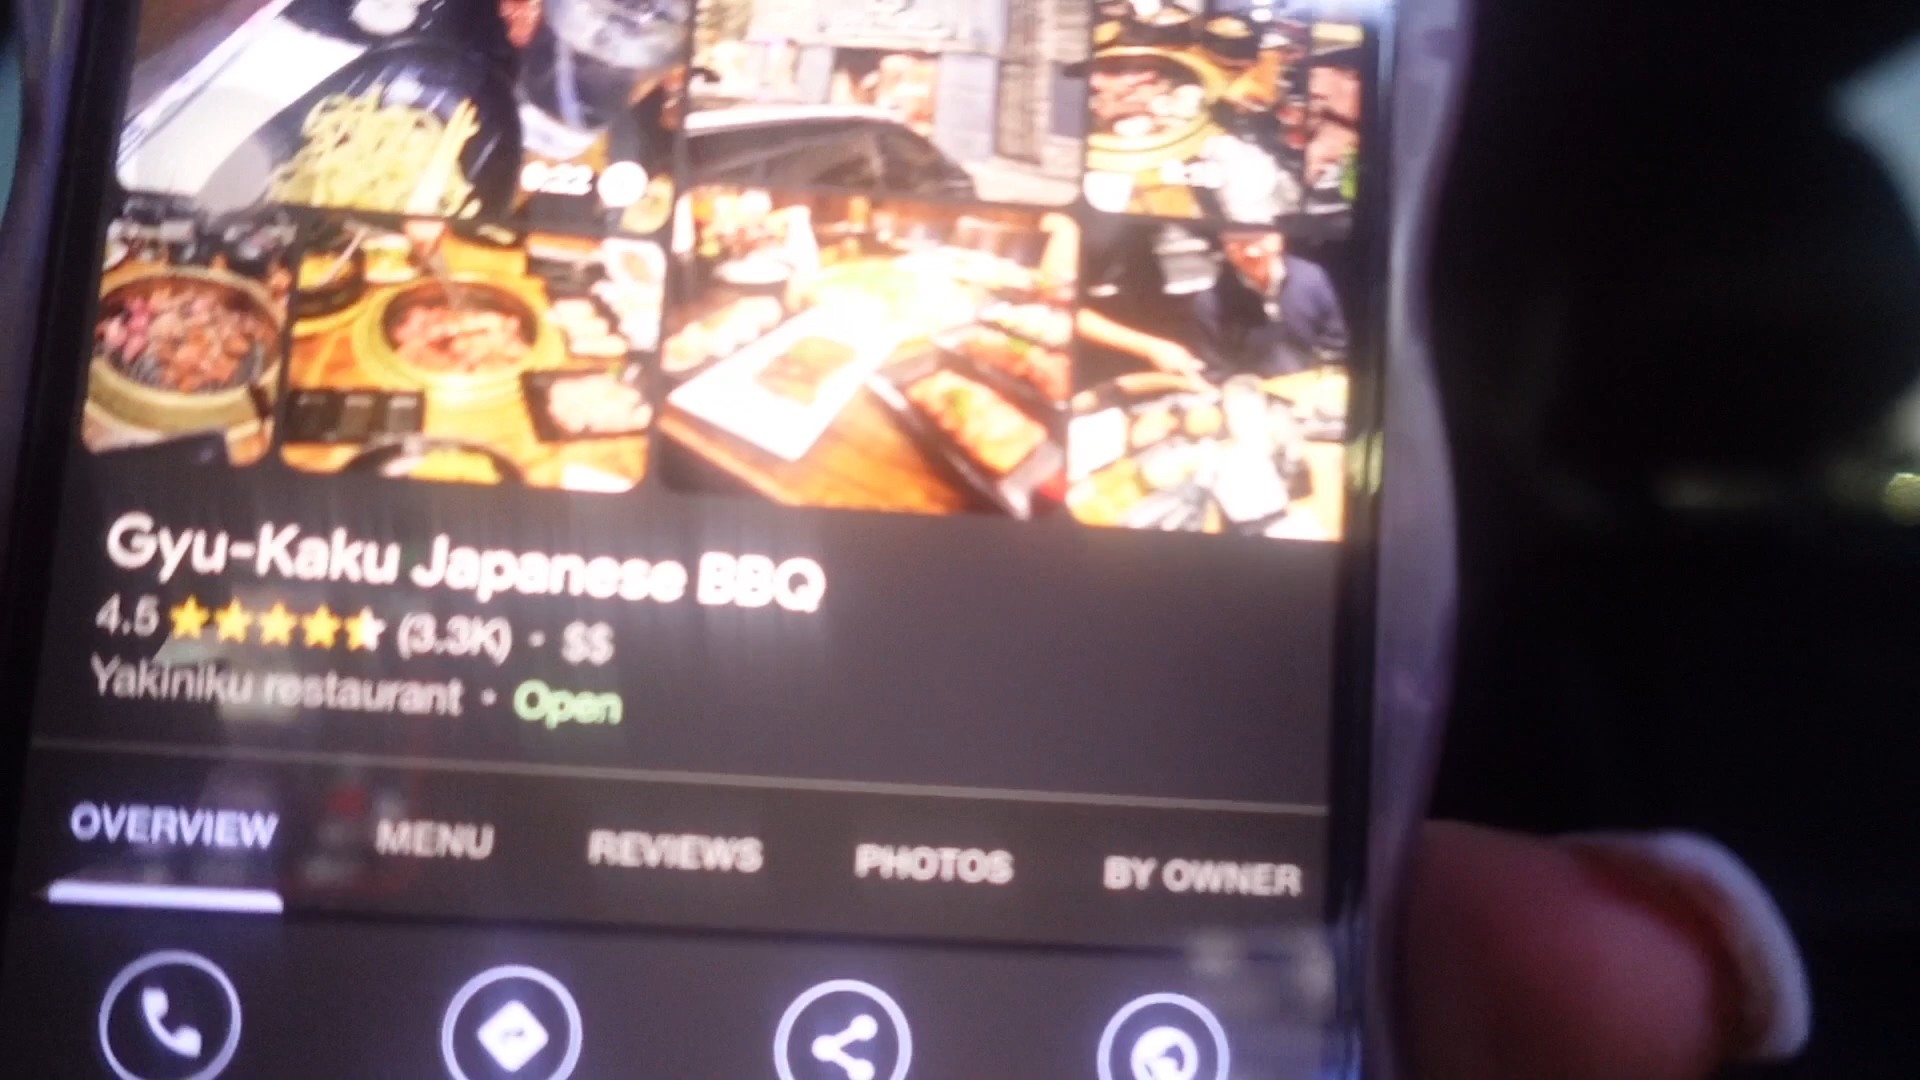 Gyu-Kaku Japanese BBQ
4.5 (3.3K) · $$
Yakiniku restaurant · Open
OVERVIEW MENU REVIEWS PHOTOS BY OWNER